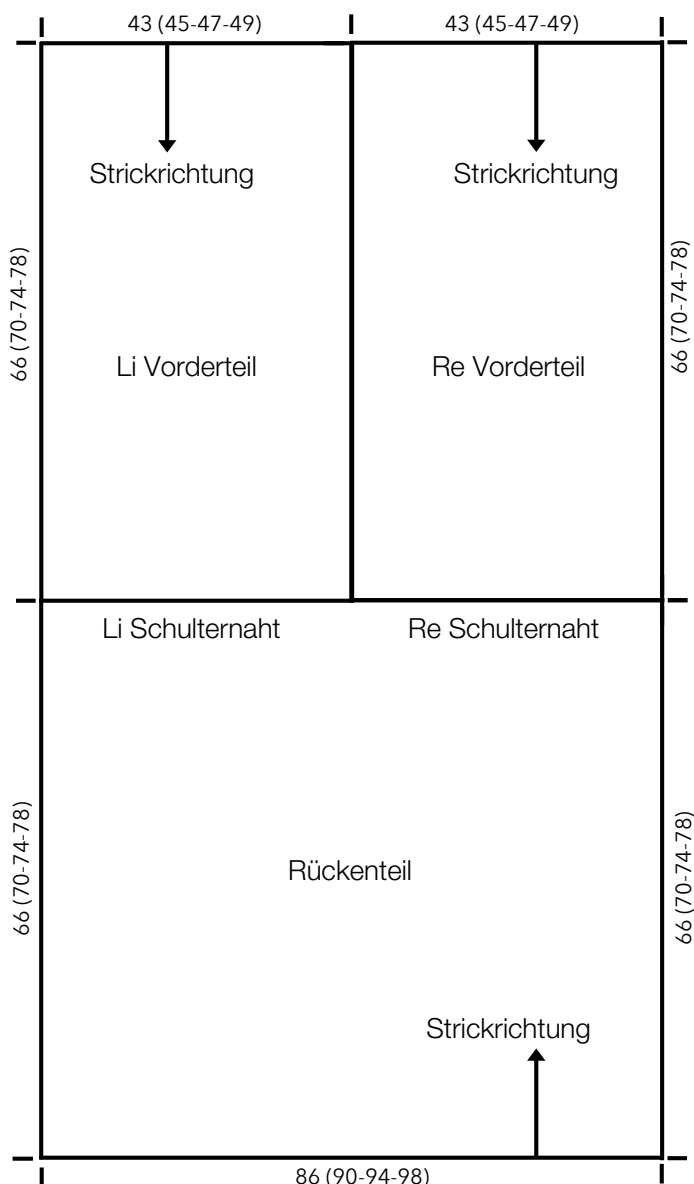 43 (45-47-49)
43 (45-47-49)
Strickrichtung
Strickrichtung
66 (70-74-78)
66 (70-74-78)
Li Vorderteil
Re Vorderteil
Li Schulternaht
Re Schulternaht
66 (70-74-78)
66 (70-74-78)
Rückenteil
Strickrichtung
86 (90-94-98)